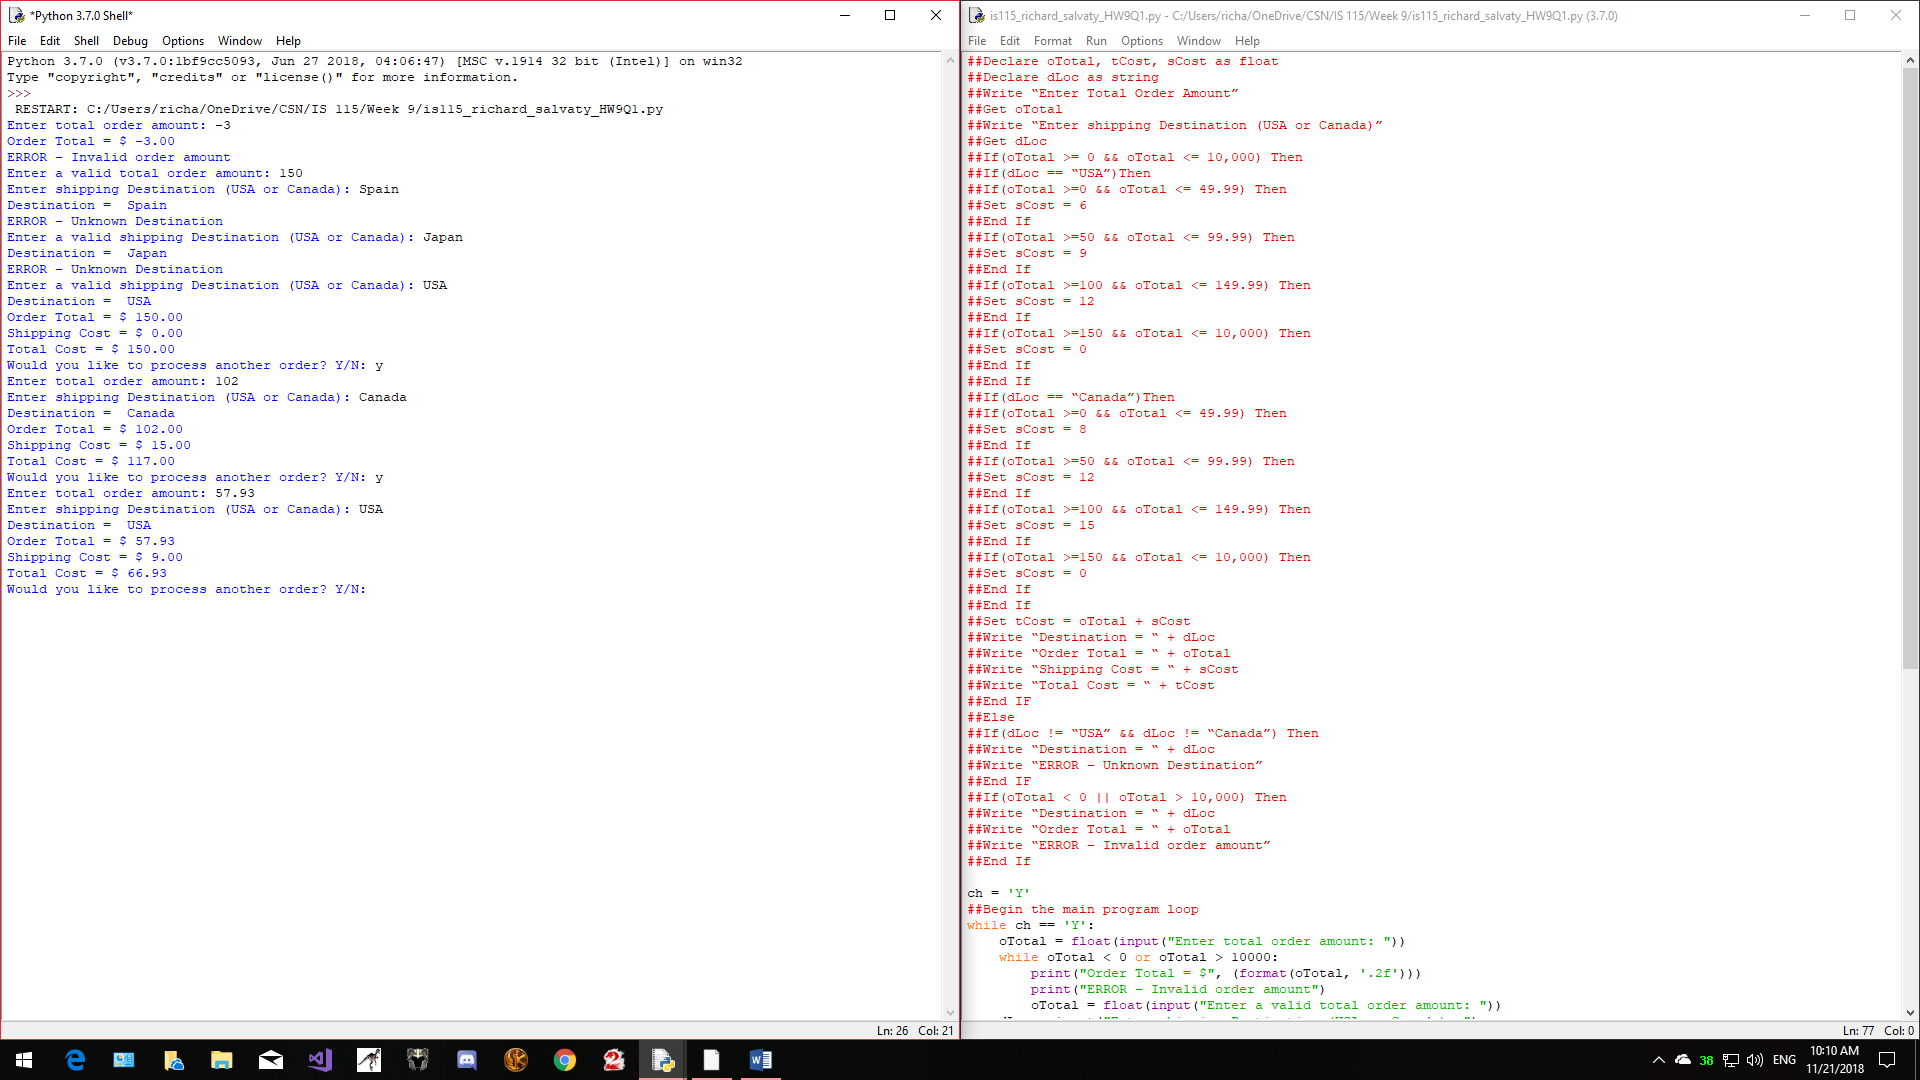 *Python 3.7.0 Shell*
File Edit Shell Debug Options Window Help
Python 3.7.0 (v3.7.0:1bf9cc5093, Jun 27 2018, 04:06:47) [MSC v.1914 32 bit (Intel)] on win32
Type "copyright", "credits" or "license()" for more information.
>>>
 RESTART: C:/Users/richa/OneDrive/CSN/IS 115/Week 9/is115_richard_salvaty_HW9Q1.py
Enter total order amount: -3
Order Total = $ -3.00
ERROR - Invalid order amount
Enter a valid total order amount: 150
Enter shipping Destination (USA or Canada): Spain
Destination =  Spain
ERROR - Unknown Destination
Enter a valid shipping Destination (USA or Canada): Japan
Destination =  Japan
ERROR - Unknown Destination
Enter a valid shipping Destination (USA or Canada): USA
Destination =  USA
Order Total = $ 150.00
Shipping Cost = $ 0.00
Total Cost = $ 150.00
Would you like to process another order? Y/N: y
Enter total order amount: 102
Enter shipping Destination (USA or Canada): Canada
Destination =  Canada
Order Total = $ 102.00
Shipping Cost = $ 15.00
Total Cost = $ 117.00
Would you like to process another order? Y/N: y
Enter total order amount: 57.93
Enter shipping Destination (USA or Canada): USA
Destination =  USA
Order Total = $ 57.93
Shipping Cost = $ 9.00
Total Cost = $ 66.93
Would you like to process another order? Y/N:
Ln: 26 Col: 21
is115_richard_salvaty_HW9Q1.py - C:/Users/richa/OneDrive/CSN/IS 115/Week 9/is115_richard_salvaty_HW9Q1.py (3.7.0)
File Edit Format Run Options Window Help
##Declare oTotal, tCost, sCost as float
##Declare dLoc as string
##Write “Enter Total Order Amount”
##Get oTotal
##Write “Enter shipping Destination (USA or Canada)”
##Get dLoc
##If(oTotal >= 0 && oTotal <= 10,000) Then
##If(dLoc == “USA”)Then
##If(oTotal >=0 && oTotal <= 49.99) Then
##Set sCost = 6
##End If
##If(oTotal >=50 && oTotal <= 99.99) Then
##Set sCost = 9
##End If
##If(oTotal >=100 && oTotal <= 149.99) Then
##Set sCost = 12
##End If
##If(oTotal >=150 && oTotal <= 10,000) Then
##Set sCost = 0
##End If
##End If
##If(dLoc == “Canada”)Then
##If(oTotal >=0 && oTotal <= 49.99) Then
##Set sCost = 8
##End If
##If(oTotal >=50 && oTotal <= 99.99) Then
##Set sCost = 12
##End If
##If(oTotal >=100 && oTotal <= 149.99) Then
##Set sCost = 15
##End If
##If(oTotal >=150 && oTotal <= 10,000) Then
##Set sCost = 0
##End If
##End If
##Set tCost = oTotal + sCost
##Write “Destination = “ + dLoc
##Write “Order Total = “ + oTotal
##Write “Shipping Cost = “ + sCost
##Write “Total Cost = “ + tCost
##End IF
##Else
##If(dLoc != “USA” && dLoc != “Canada”) Then
##Write “Destination = “ + dLoc
##Write “ERROR – Unknown Destination”
##End IF
##If(oTotal < 0 || oTotal > 10,000) Then
##Write “Destination = “ + dLoc
##Write “Order Total = “ + oTotal
##Write “ERROR – Invalid order amount”
##End If
ch = 'Y'
##Begin the main program loop
while ch == 'Y':
    oTotal = float(input("Enter total order amount: "))
    while oTotal < 0 or oTotal > 10000:
        print("Order Total = $", (format(oTotal, '.2f')))
        print("ERROR - Invalid order amount")
        oTotal = float(input("Enter a valid total order amount: "))
Ln: 77 Col: 0
38
ENG
10:10 AM
11/21/2018